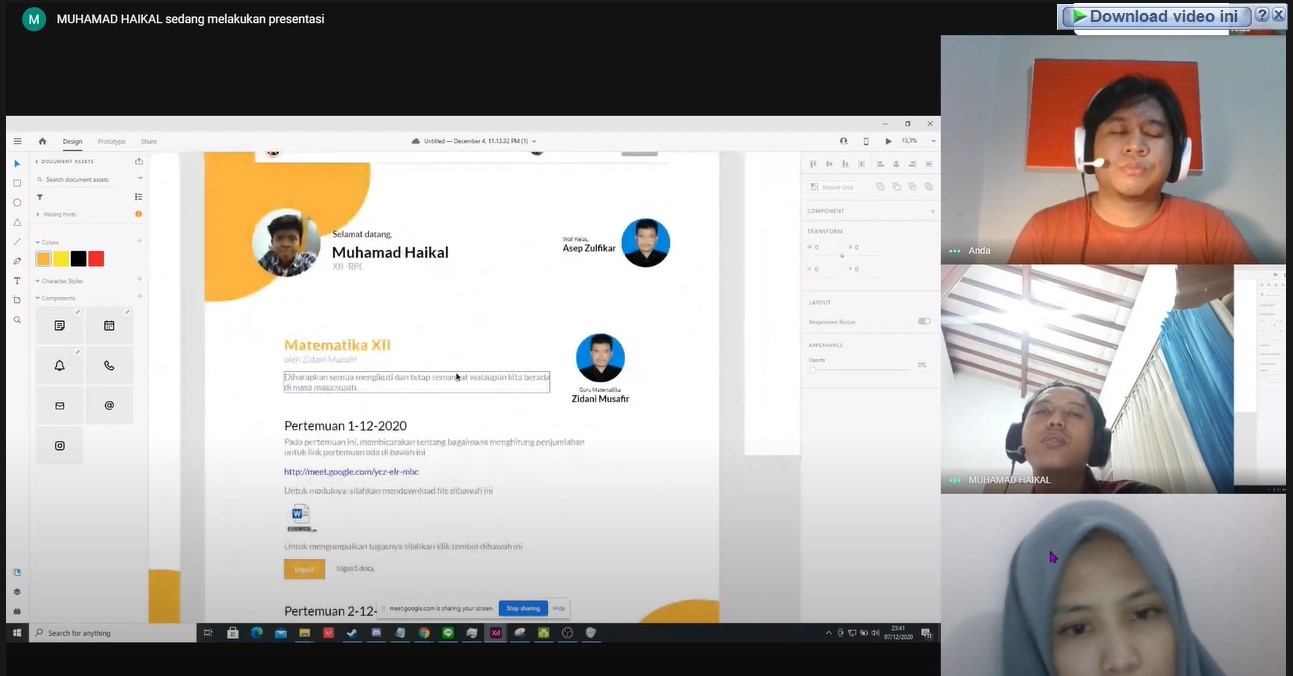 M
MUHAMMAD HAIKAL sedang melakukan presentasi
Download video ini
Anda
Design
Prototype
Share
Untitled — December 4, 11.13.32 PM (1)
DOCUMENT ASSETS
Search document assets
Missing Fonts
Colors
Character Styles
Components
Selamat datang,
Muhamad Haikal
XII -RPL
Wali Kelas,
Asep Zulfikar
Matematika XII
oleh Zidani Musafir
Diharapkan semua mengikuti dan tetap semangat walaupun kita berada
di masa masa susah.
Guru Matematika
Zidani Musafir
Pertemuan 1-12-2020
Pada pertemuan ini, membicarakan tentang bagaimana menghitung penjumlahan
untuk link pertemuan ada di bawah ini
http://meet.google.com/ycz-elr-mbc
Untuk modulnya silahkan mendownload file dibawah ini
Untuk mengumpulkan tugasnya silahkan klik tombol dibawah ini
Input
tugas1.docx
Pertemuan 2-12-
meet.google.com is sharing your screen.
Stop sharing
Hide
Repeat Grid
COMPONENT
TRANSFORM
W 0
X 0
H 0
Y 0
LAYOUT
Responsive Resize
APPEARANCE
Opacity
0%
Search for anything
Xd
23:41
07/12/2020
Anda
MUHAMAD HAIKAL